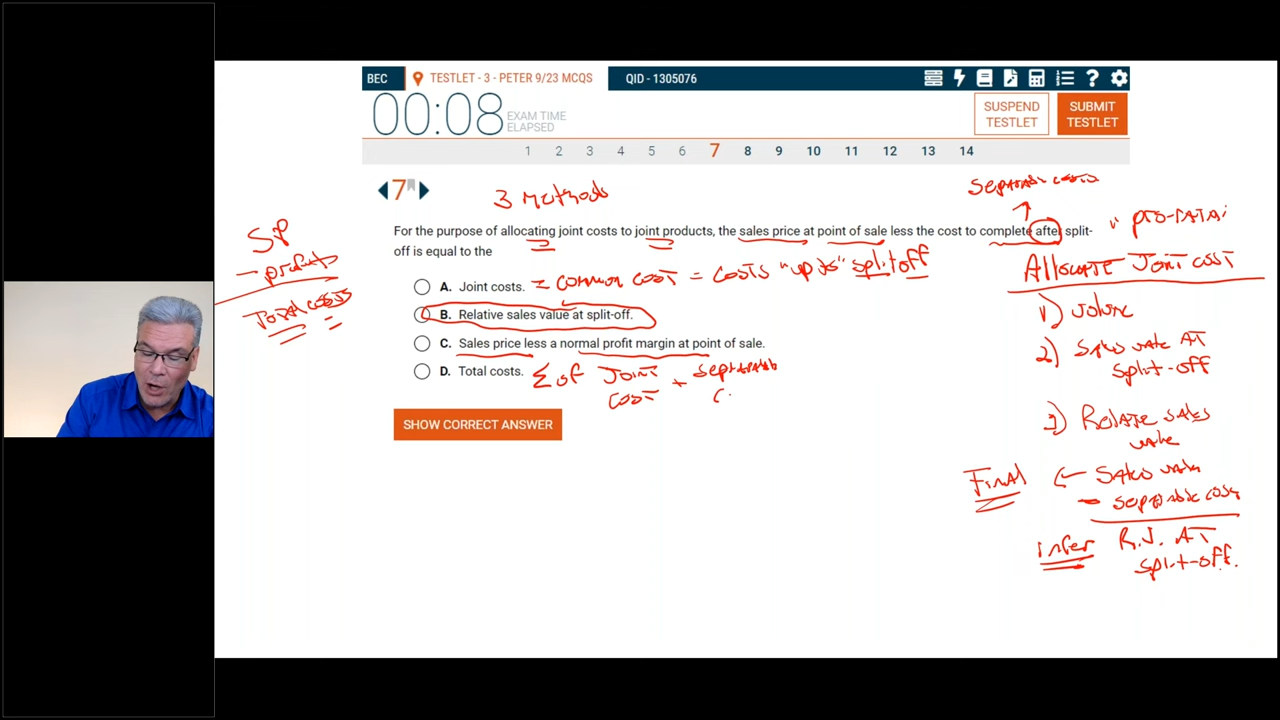 BEC
TESTLET - 3 - PETER 9/23 MCQS
QID - 1305076
00:08
EXAM TIME
ELAPSED
SUSPEND
TESTLET
SUBMIT
TESTLET
1 2 3 4 5 6 7 8 9 10 11 12 13 14
7
3 Methods
Separable costs
"pro-rata"
For the purpose of allocating joint costs to joint products, the sales price at point of sale less the cost to complete after split-
off is equal to the
A. Joint costs. = common cost = costs "up to" splitoff
B. Relative sales value at split-off.
C. Sales price less a normal profit margin at point of sale.
D. Total costs. Σ of Joint + separable
cost C
SHOW CORRECT ANSWER
SP
- profits
Total costs
Allocate Joint cost
1) Volume
2) Sales value AT
split-off
3) Relate sales
value
Final ← Sales value
- separable costs
Infer R.V. AT
split-off.